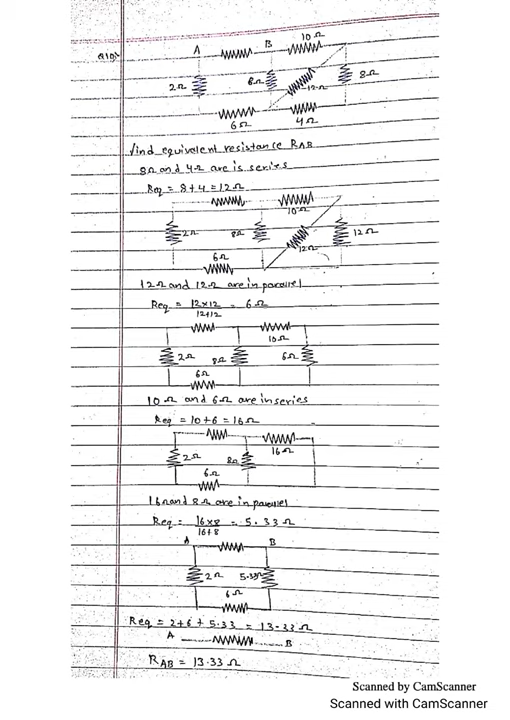 Q10)
A B 10Ω
2Ω 8Ω 12Ω 8Ω
6Ω 4Ω
find equivalent resistance RAB
8Ω and 4Ω are is series
Req = 8+4 = 12Ω
10Ω
2Ω 8Ω 12Ω 12Ω
6Ω
12Ω and 12Ω are in parallel
Req = 12×12 = 6Ω
12+12
10Ω
2Ω 8Ω 6Ω
6Ω
10Ω and 6Ω are in series
Req = 10+6 = 16Ω
16Ω
2Ω 8Ω
6Ω
16Ω and 8Ω are in parallel
Req = 16×8 = 5.33Ω
16+8
A B
2Ω 5.33Ω
6Ω
Req = 2+6+5.33 = 13.33Ω
A B
RAB = 13.33Ω
Scanned by CamScanner
Scanned with CamScanner